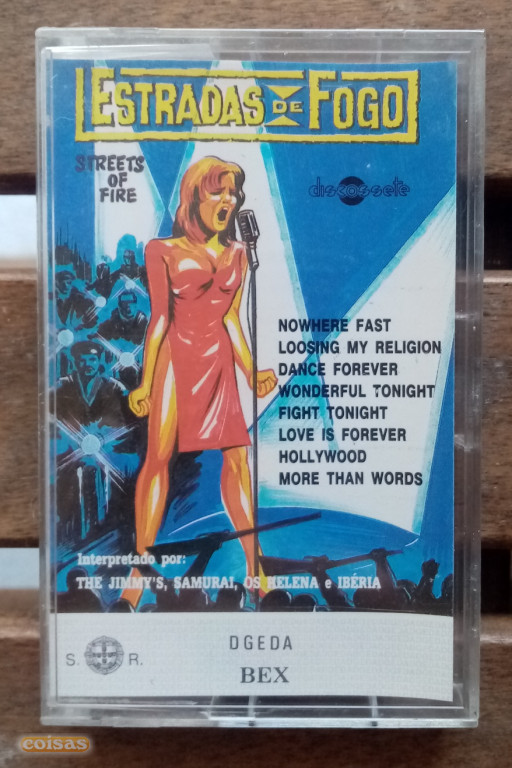 ESTRADAS DE FOGO
STREETS
OF
FIRE
discossete
NOWHERE FAST
LOOSING MY RELIGION
DANCE FOREVER
WONDERFUL TONIGHT
FIGHT TONIGHT
LOVE IS FOREVER
HOLLYWOOD
MORE THAN WORDS
Interpretado por:
THE JIMMY'S, SAMURAI, OS HELENA e IBÉRIA
DGEDA
S. R.
BEX
coisas